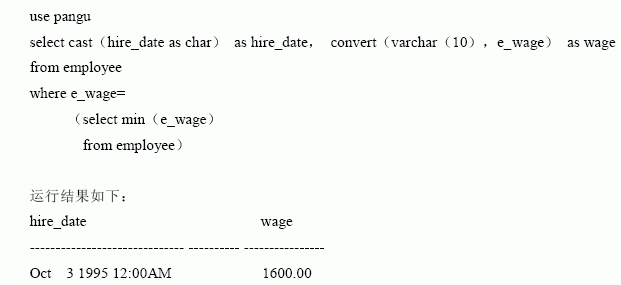 use pangu
select cast（hire_date as char） as hire_date， convert（varchar（10），e_wage） as wage
from employee
where e_wage=
（select min（e_wage）
from employee）
运行结果如下：
hire_date wage
------------------------------ ---------- ----------------
Oct 3 1995 12:00AM 1600.00